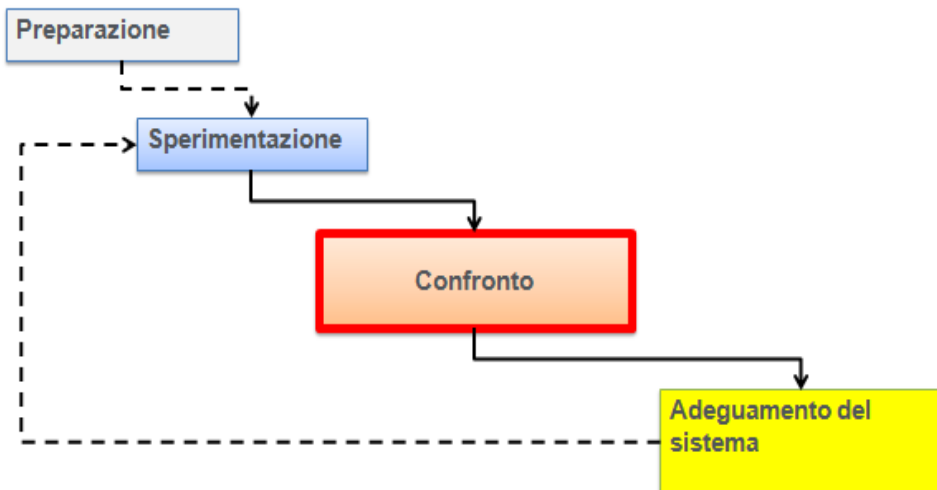 Preparazione
Sperimentazione
Confronto
Adeguamento del
sistema